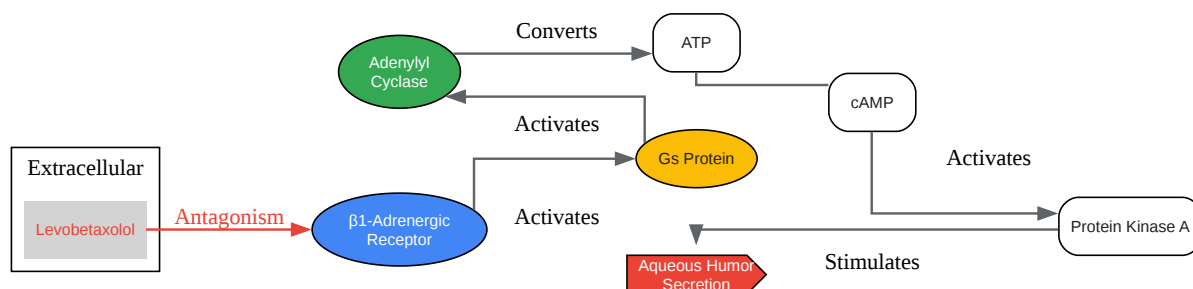 Converts
ATP
Adenylyl
Cyclase
cAMP
Activates
Extracellular
Gs Protein
Activates
Levobetaxolol
Antagonism
β1-Adrenergic
Receptor
Activates
Protein Kinase A
Aqueous Humor
Secretion
Stimulates